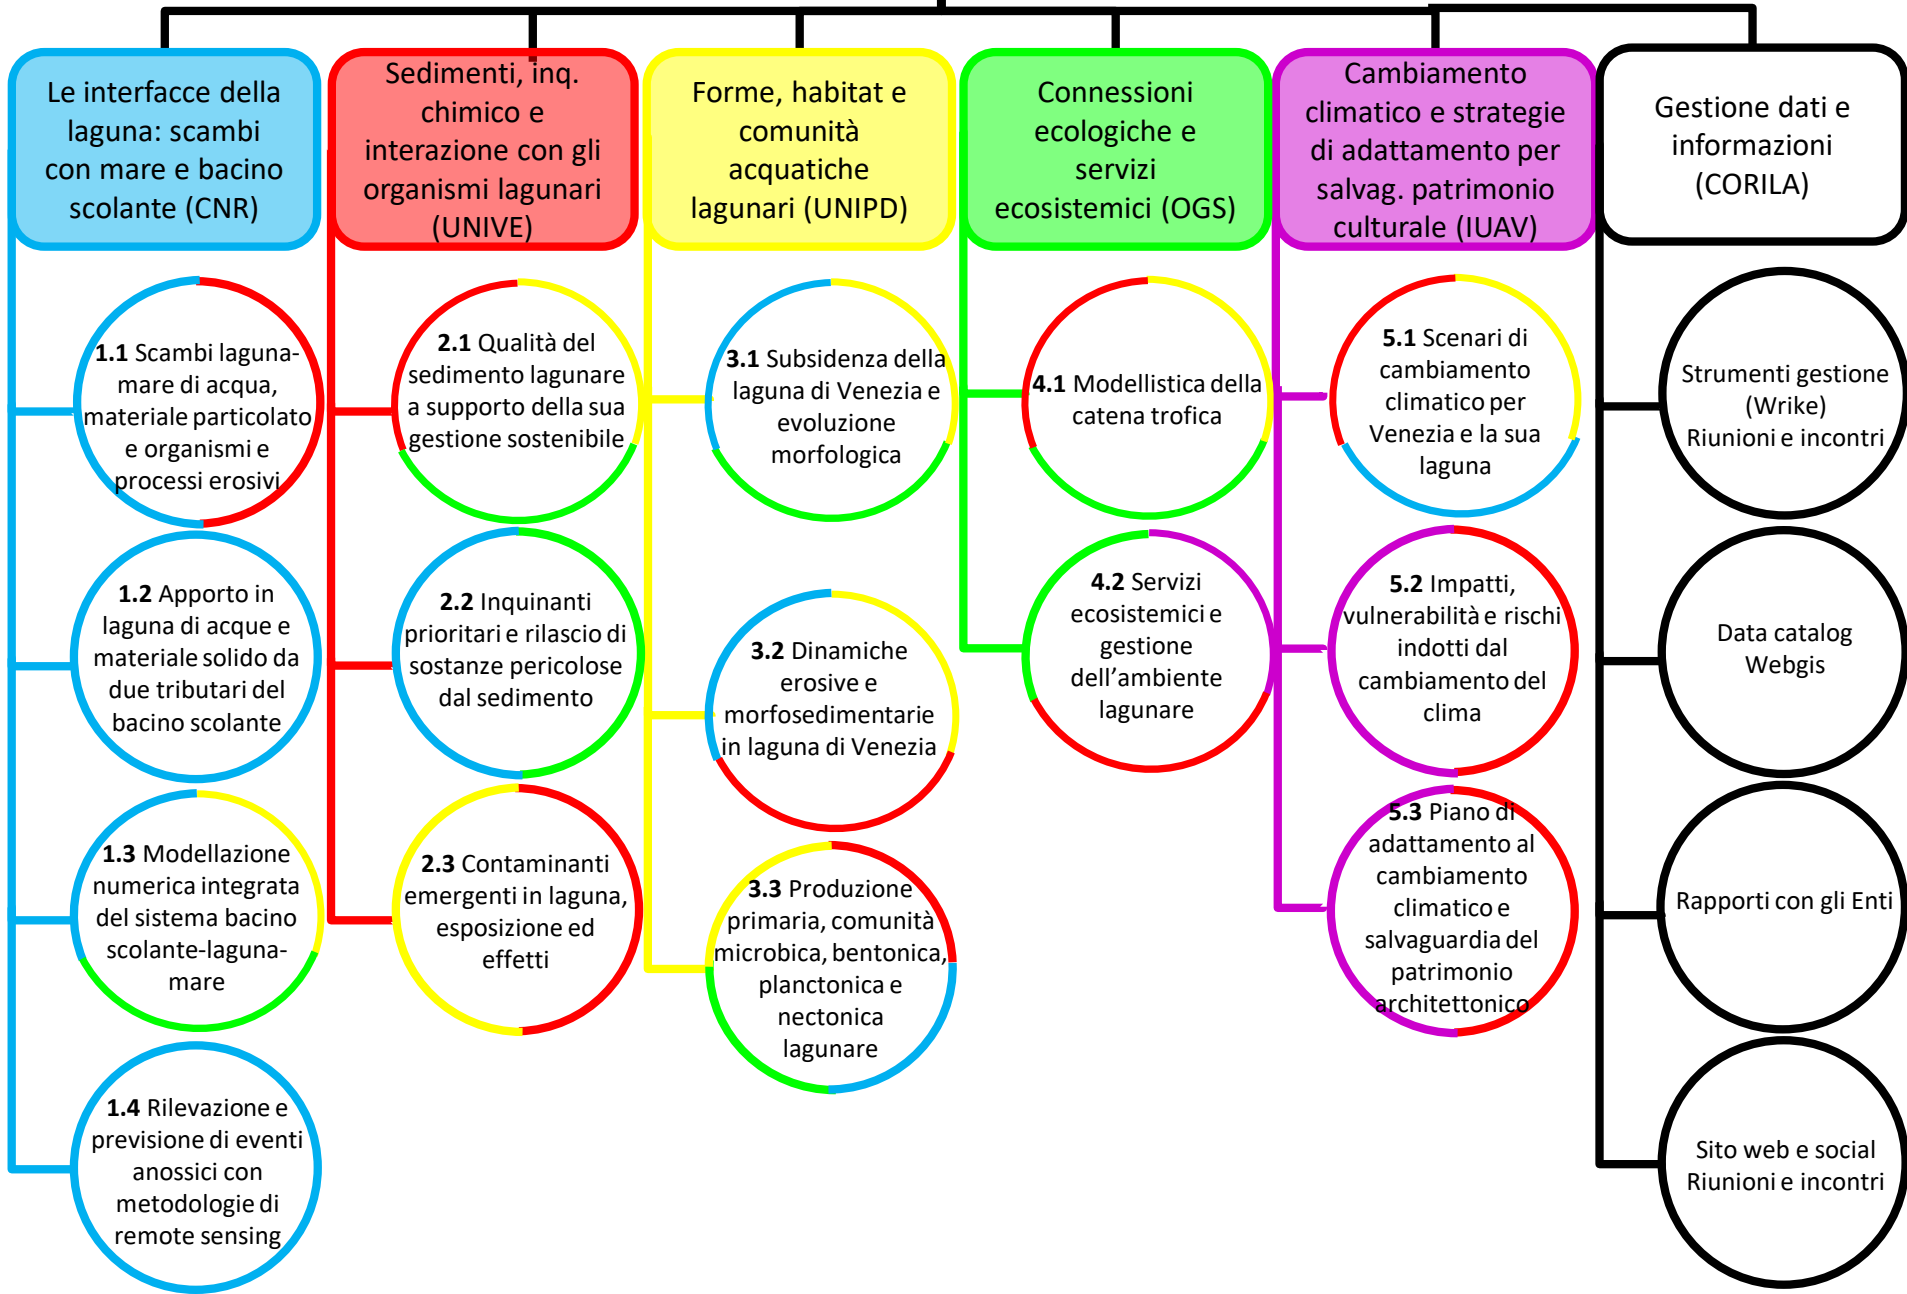 Le interfacce della
laguna: scambi
con mare e bacino
scolante (CNR)
Sedimenti, inq.
chimico e
interazione con gli
organismi lagunari
(UNIVE)
Forme, habitat e
comunità
acquatiche
lagunari (UNIPD)
Connessioni
ecologiche e
servizi
ecosistemici (OGS)
Cambiamento
climatico e strategie
di adattamento per
salvag. patrimonio
culturale (IUAV)
Gestione dati e
informazioni
(CORILA)
1.1 Scambi laguna-
mare di acqua,
materiale particolato
e organismi e
processi erosivi
1.2 Apporto in
laguna di acque e
materiale solido da
due tributari del
bacino scolante
1.3 Modellazione
numerica integrata
del sistema bacino
scolante-laguna-
mare
1.4 Rilevazione e
previsione di eventi
anossici con
metodologie di
remote sensing
2.1 Qualità del
sedimento lagunare
a supporto della sua
gestione sostenibile
2.2 Inquinanti
prioritari e rilascio di
sostanze pericolose
dal sedimento
2.3 Contaminanti
emergenti in laguna,
esposizione ed
effetti
3.1 Subsidenza della
laguna di Venezia e
evoluzione
morfologica
3.2 Dinamiche
erosive e
morfosedimentarie
in laguna di Venezia
3.3 Produzione
primaria, comunità
microbica, bentonica,
planctonica e
nectonica
lagunare
4.1 Modellistica della
catena trofica
4.2 Servizi
ecosistemici e
gestione
dell'ambiente
lagunare
5.1 Scenari di
cambiamento
climatico per
Venezia e la sua
laguna
5.2 Impatti,
vulnerabilità e rischi
indotti dal
cambiamento del
clima
5.3 Piano di
adattamento al
cambiamento
climatico e
salvaguardia del
patrimonio
architettonico
Strumenti gestione
(Wrike)
Riunioni e incontri
Data catalog
Webgis
Rapporti con gli Enti
Sito web e social
Riunioni e incontri